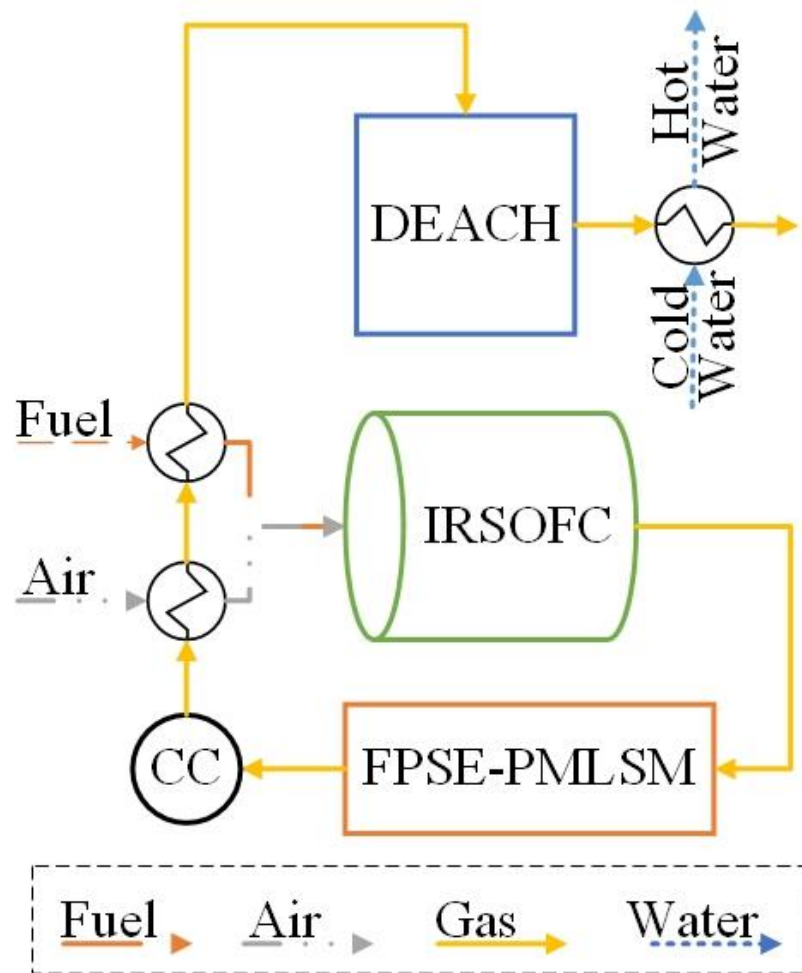 Hot
Water
DEACH
Cold
Water
Fuel
IRSOFC
Air
CC
FPSE-PMLSM
Fuel
Air
Gas
Water